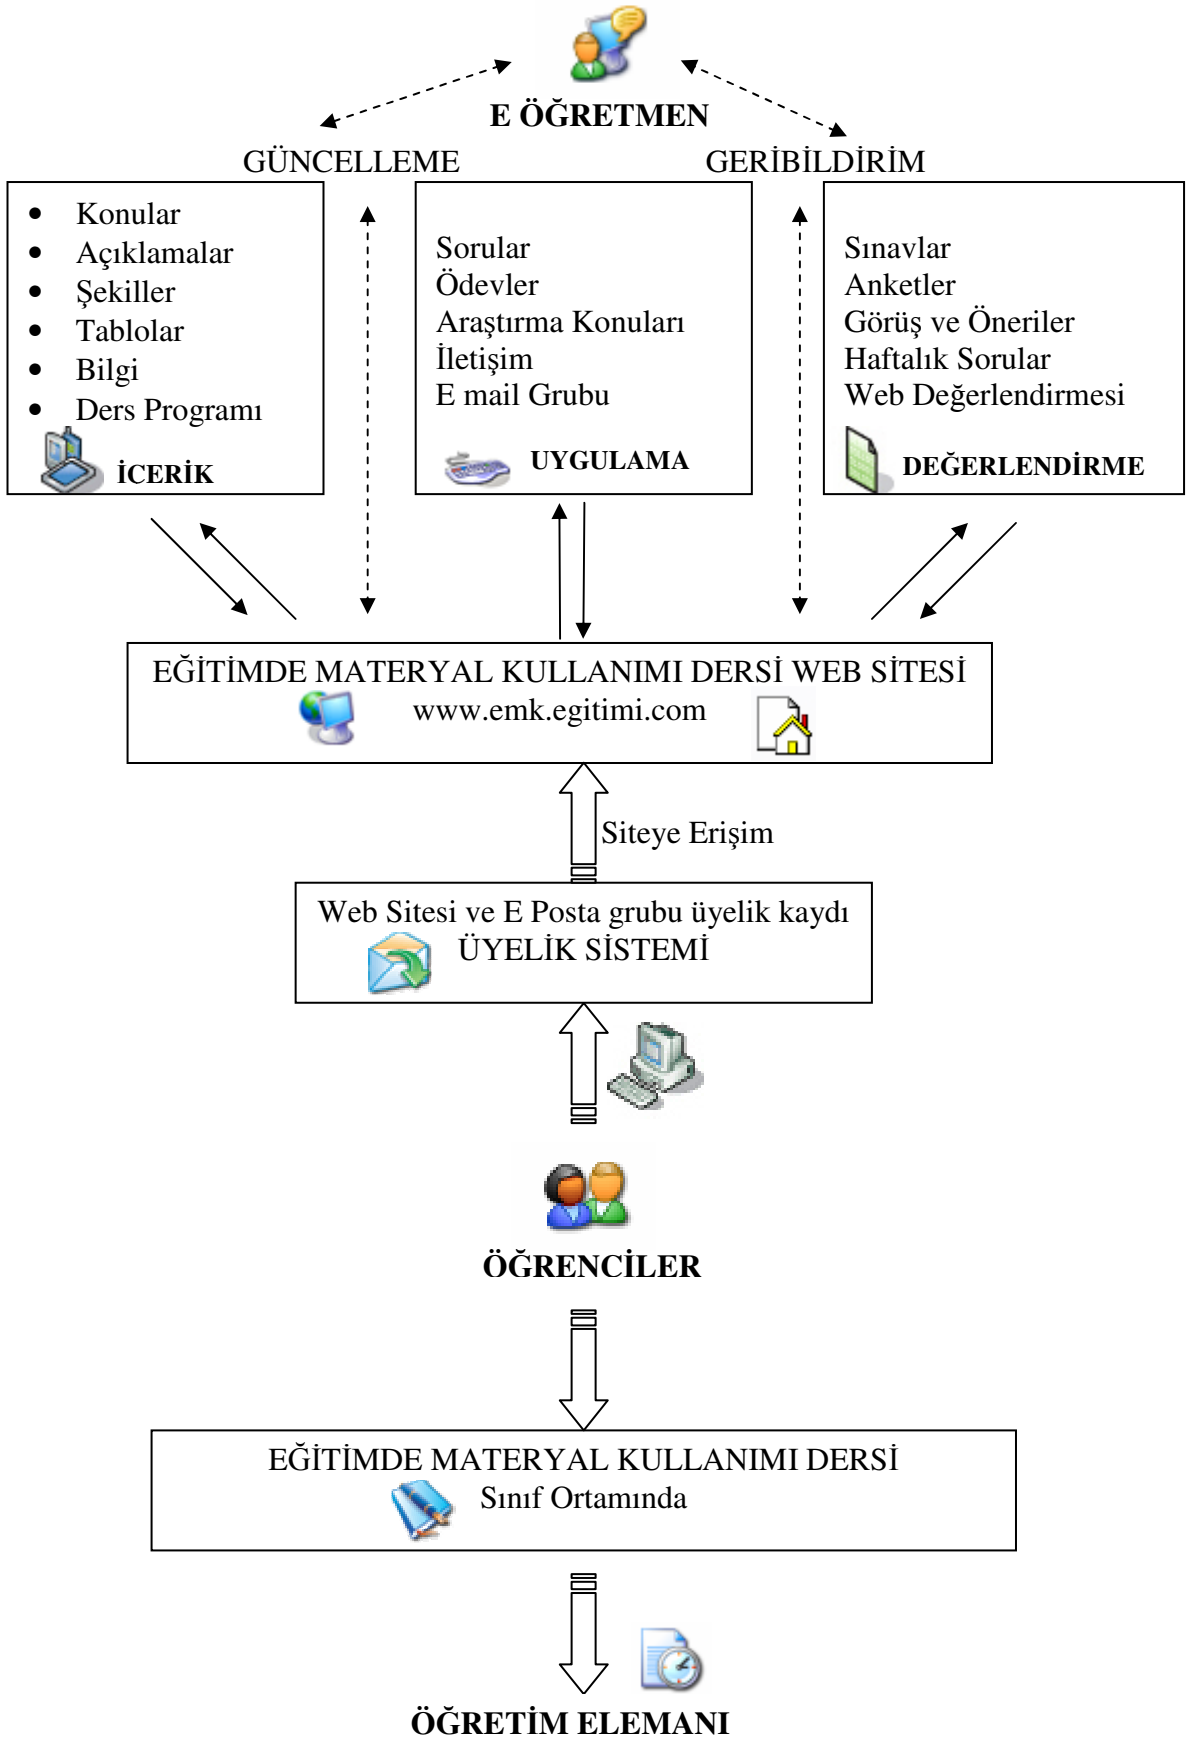 E ÖĞRETMEN
GÜNCELLEME
GERİBİLDİRİM
• Konular
• Açıklamalar
• Şekiller
• Tablolar
• Bilgi
• Ders Programı
İCERİK
Sorular
Ödevler
Araştırma Konuları
İletişim
E mail Grubu
UYGULAMA
Sınavlar
Anketler
Görüş ve Öneriler
Haftalık Sorular
Web Değerlendirmesi
DEĞERLENDİRME
EĞİTİMDE MATERYAL KULLANIMI DERSİ WEB SİTESİ
www.emk.egitimi.com
Siteye Erişim
Web Sitesi ve E Posta grubu üyelik kaydı
ÜYELİK SİSTEMİ
ÖĞRENCİLER
EĞİTİMDE MATERYAL KULLANIMI DERSİ
Sınıf Ortamında
ÖĞRETİM ELEMANI